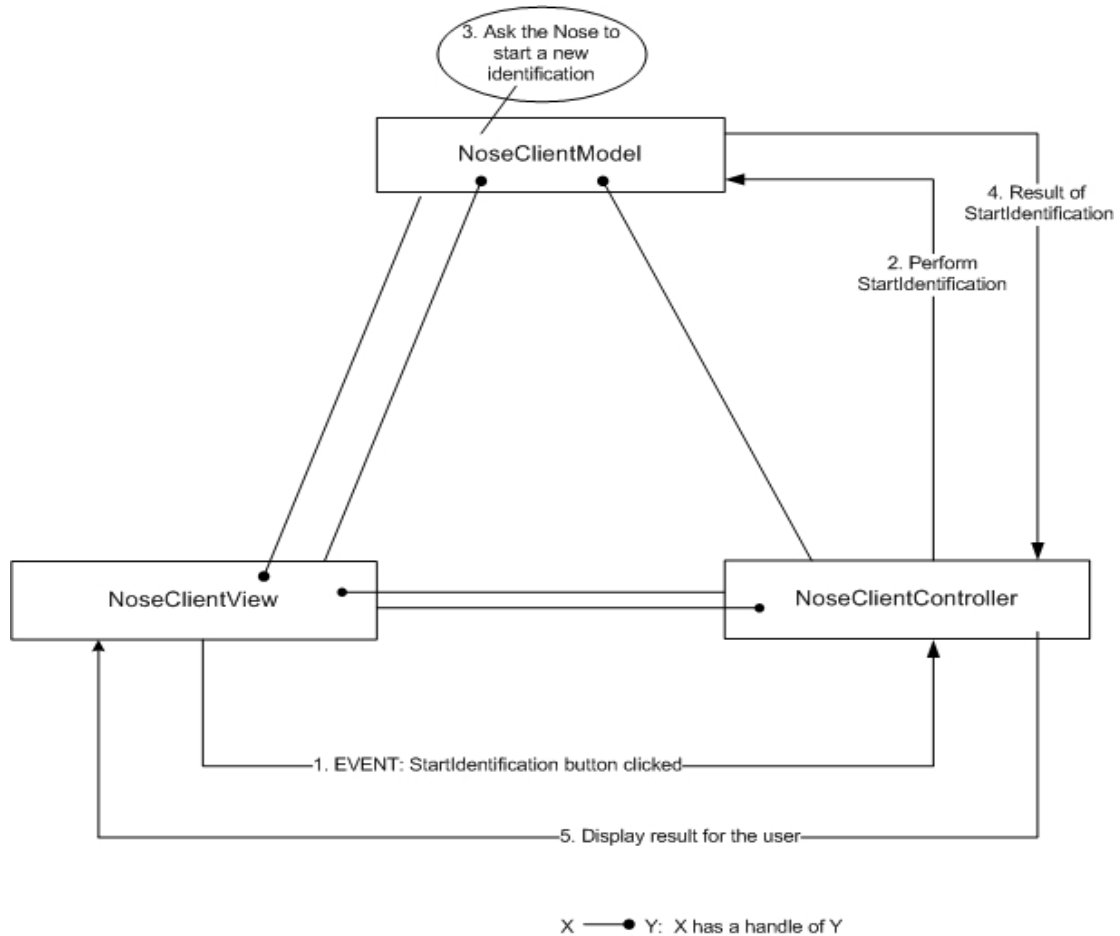 3. Ask the Nose to
start a new
identification
NoseClientModel
4. Result of
StartIdentification
2. Perform
StartIdentification
NoseClientView
NoseClientController
1. EVENT: StartIdentification button clicked
5. Display result for the user
X Y: X has a handle of Y